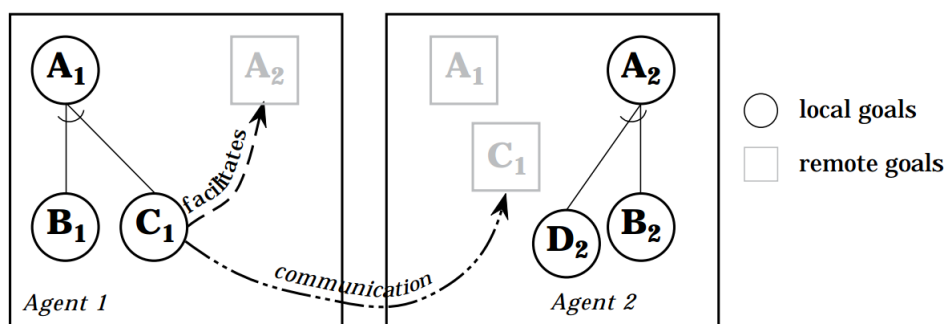 A1
A2
facilitates
B1
C1
Agent 1
communication
A1
A2
C1
D2
B2
Agent 2
local goals
remote goals